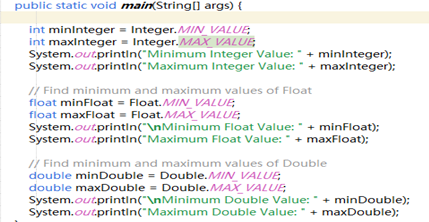 public static void main(String[] args) {
int minInteger = Integer.MIN_VALUE;
int maxInteger = Integer.MAX_VALUE;
System.out.println("Minimum Integer Value: " + minInteger);
System.out.println("Maximum Integer Value: " + maxInteger);
// Find minimum and maximum values of Float
float minFloat = Float.MIN_VALUE;
float maxFloat = Float.MAX_VALUE;
System.out.println("\nMinimum Float Value: " + minFloat);
System.out.println("Maximum Float Value: " + maxFloat);
// Find minimum and maximum values of Double
double minDouble = Double.MIN_VALUE;
double maxDouble = Double.MAX_VALUE;
System.out.println("\nMinimum Double Value: " + minDouble);
System.out.println("Maximum Double Value: " + maxDouble);
}